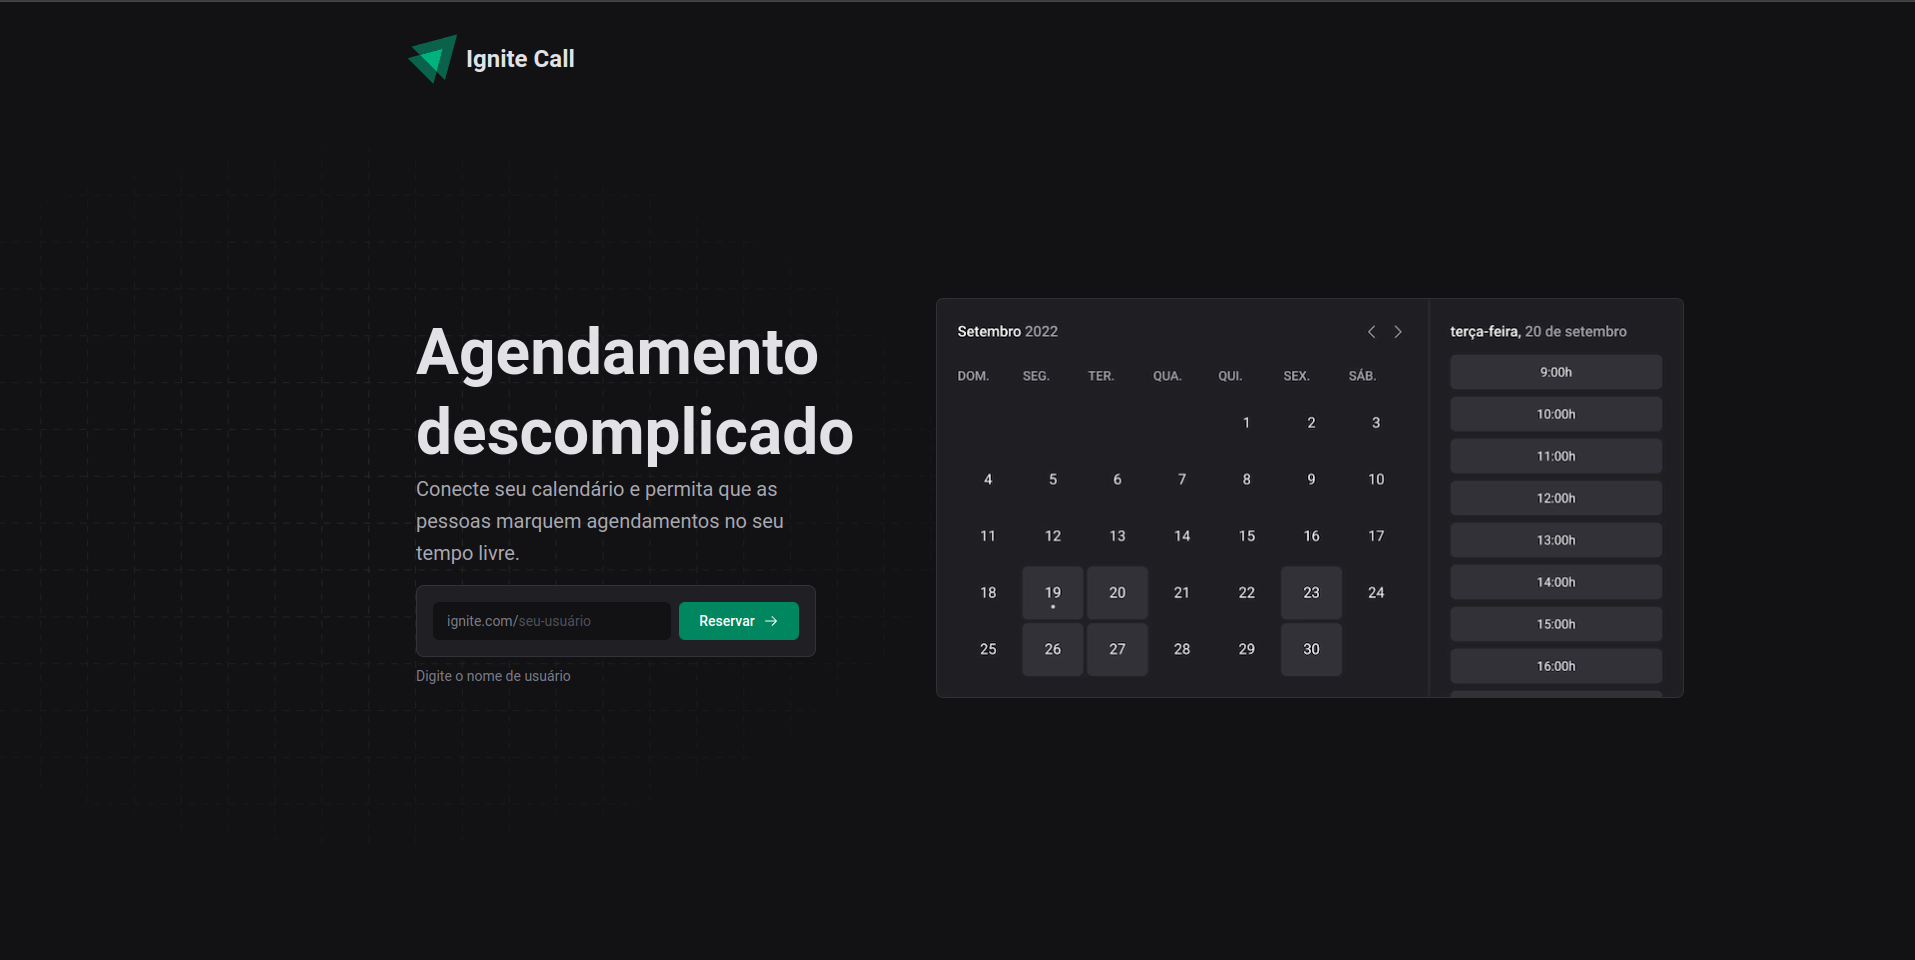 Ignite Call
Agendamento
descomplicado
Conecte seu calendário e permita que as
pessoas marquem agendamentos no seu
tempo livre.
ignite.com/seu-usuário
Reservar
Digite o nome de usuário
Setembro 2022
DOM. SEG. TER. QUA. QUI. SEX. SÁB.
1 2 3
4 5 6 7 8 9 10
11 12 13 14 15 16 17
18 19 20 21 22 23 24
25 26 27 28 29 30
terça-feira, 20 de setembro
9:00h
10:00h
11:00h
12:00h
13:00h
14:00h
15:00h
16:00h